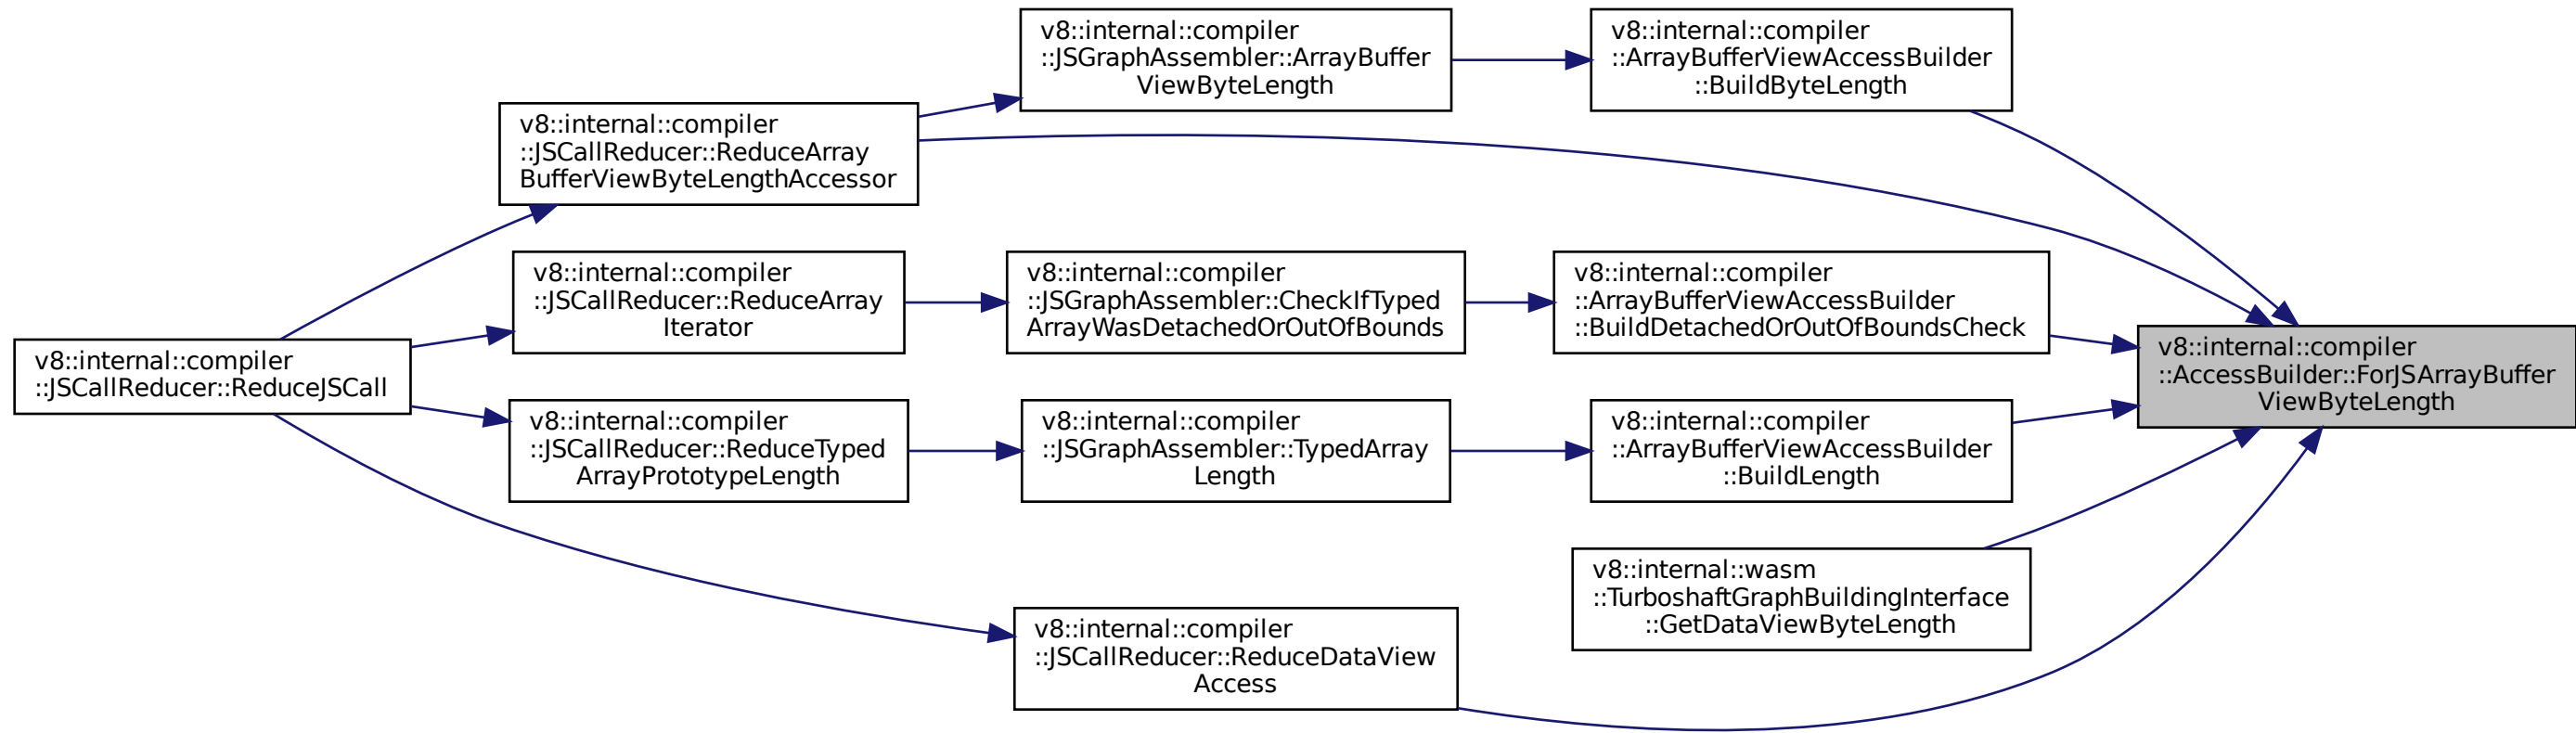 v8::internal::compiler
::JSGraphAssembler::ArrayBuffer
ViewByteLength
v8::internal::compiler
::ArrayBufferViewAccessBuilder
::BuildByteLength
v8::internal::compiler
::JSCallReducer::ReduceArray
BufferViewByteLengthAccessor
v8::internal::compiler
::JSCallReducer::ReduceArray
Iterator
v8::internal::compiler
::JSGraphAssembler::CheckIfTyped
ArrayWasDetachedOrOutOfBounds
v8::internal::compiler
::ArrayBufferViewAccessBuilder
::BuildDetachedOrOutOfBoundsCheck
v8::internal::compiler
::JSCallReducer::ReduceJSCall
v8::internal::compiler
::AccessBuilder::ForJSArrayBuffer
ViewByteLength
v8::internal::compiler
::JSCallReducer::ReduceTyped
ArrayPrototypeLength
v8::internal::compiler
::JSGraphAssembler::TypedArray
Length
v8::internal::compiler
::ArrayBufferViewAccessBuilder
::BuildLength
v8::internal::wasm
::TurboshaftGraphBuildingInterface
::GetDataViewByteLength
v8::internal::compiler
::JSCallReducer::ReduceDataView
Access